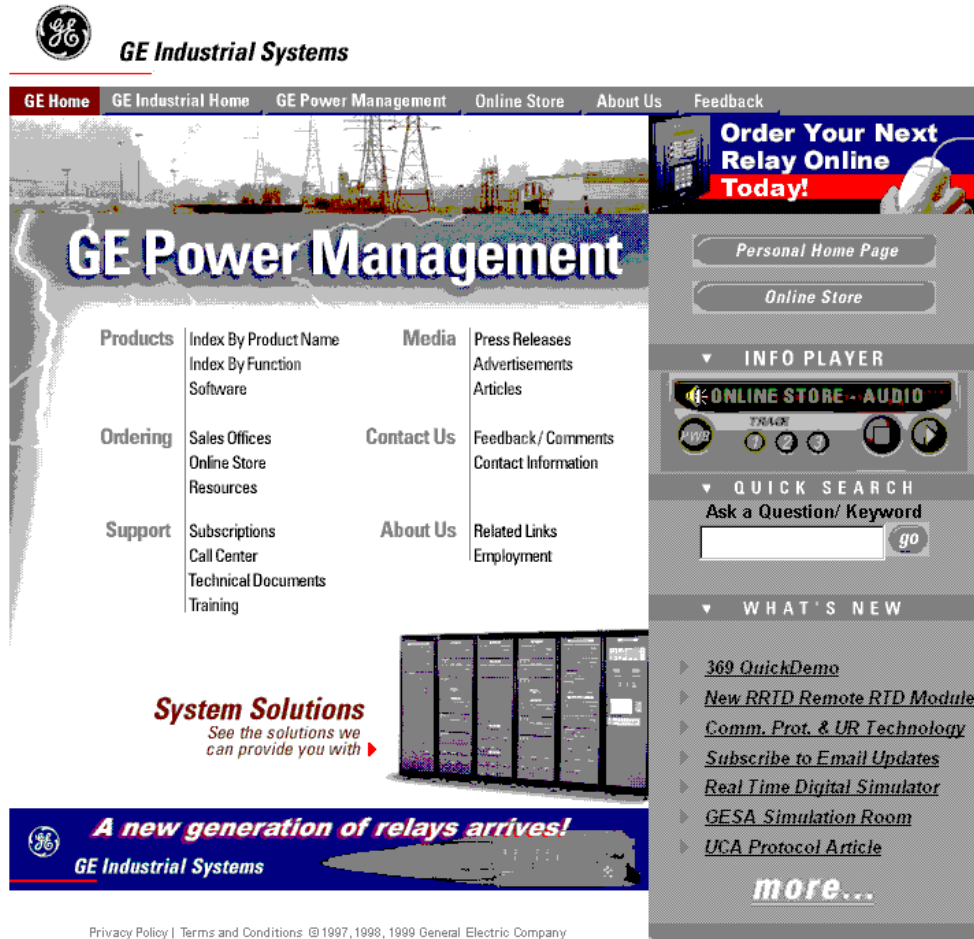 GE
GE Industrial Systems
GE Home GE Industrial Home GE Power Management Online Store About Us Feedback
Order Your Next
Relay Online
Today!
GE Power Management
Personal Home Page
Online Store
Products
Index By Product Name
Index By Function
Software
Media
Press Releases
Advertisements
Articles
Ordering
Sales Offices
Online Store
Resources
Contact Us
Feedback/Comments
Contact Information
Support
Subscriptions
Call Center
Technical Documents
Training
About Us
Related Links
Employment
INFO PLAYER
ONLINE STORE - AUDIO
PWR
TRACK
1 2 3
QUICK SEARCH
Ask a Question/ Keyword
go
WHAT'S NEW
369 QuickDemo
New RRTD Remote RTD Module
Comm. Prot. & UR Technology
Subscribe to Email Updates
Real Time Digital Simulator
GESA Simulation Room
UCA Protocol Article
more...
System Solutions
See the solutions we
can provide you with
A new generation of relays arrives!
GE
GE Industrial Systems
Privacy Policy | Terms and Conditions © 1997, 1998, 1999 General Electric Company